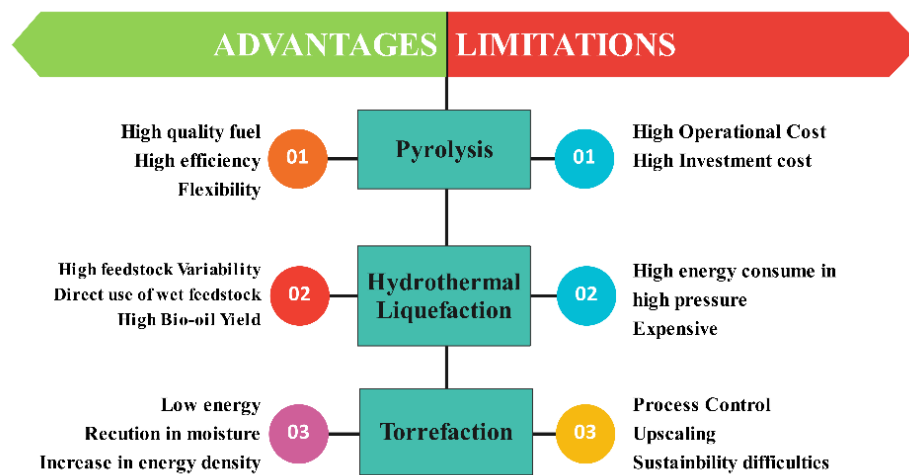 ADVANTAGES LIMITATIONS
High quality fuel
High efficiency
Flexibility
01
Pyrolysis
01
High Operational Cost
High Investment cost
High feedstock Variability
Direct use of wet feedstock
High Bio-oil Yield
02
Hydrothermal
Liquefaction
02
High energy consume in
high pressure
Expensive
Low energy
Recution in moisture
Increase in energy density
03
Torrefaction
03
Process Control
Upscaling
Sustainbility difficulties